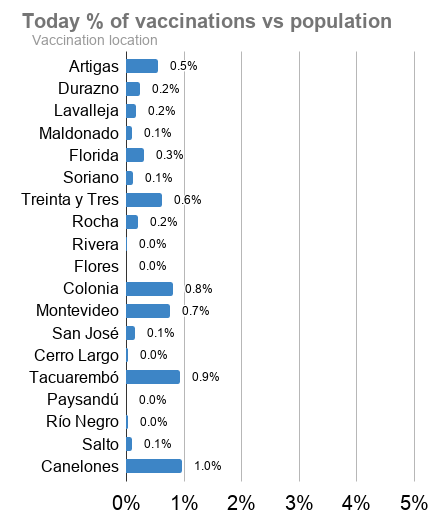 Today % of vaccinations vs population
Vaccination location
Artigas 0.5%
Durazno 0.2%
Lavalleja 0.2%
Maldonado 0.1%
Florida 0.3%
Soriano 0.1%
Treinta y Tres 0.6%
Rocha 0.2%
Rivera 0.0%
Flores 0.0%
Colonia 0.8%
Montevideo 0.7%
San José 0.1%
Cerro Largo 0.0%
Tacuarembó 0.9%
Paysandú 0.0%
Río Negro 0.0%
Salto 0.1%
Canelones 1.0%
0% 1% 2% 3% 4% 5%